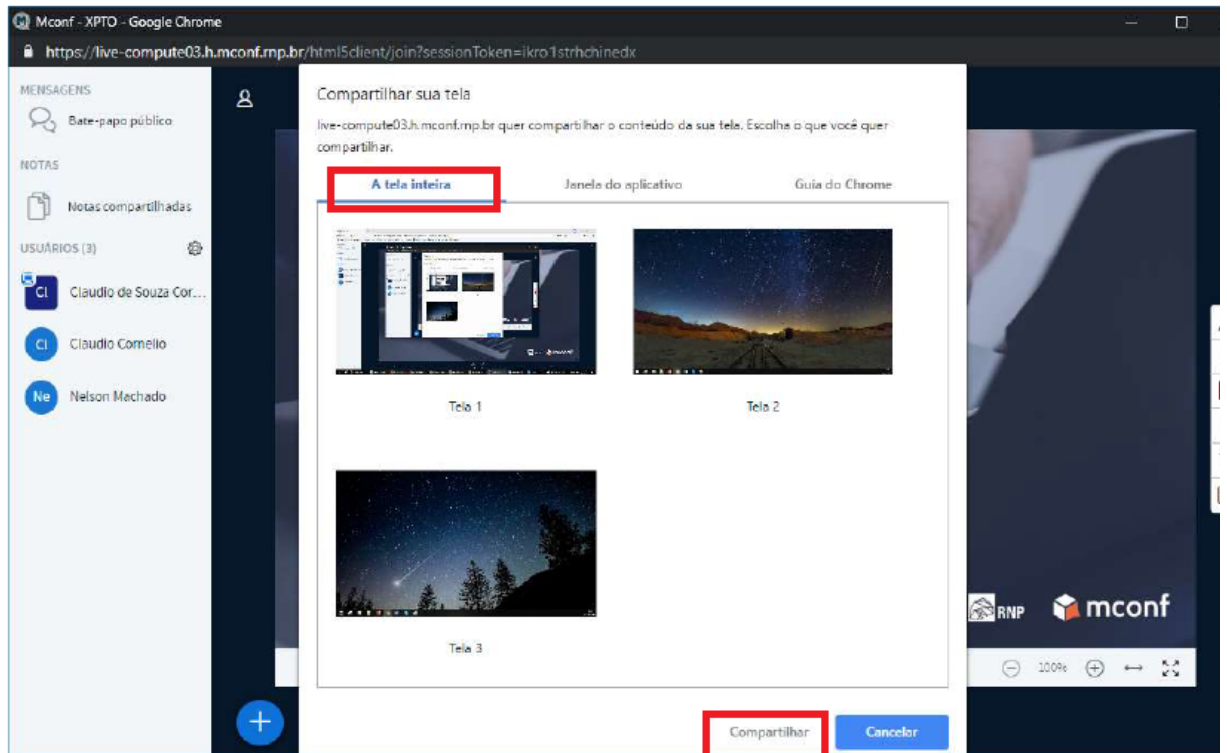 Mconf - XPTO - Google Chrome
https://live-compute03.h.mconf.rnp.br/html5client/join?sessionToken=ikro1strhchinedx
MENSAGENS
Bate-papo público
NOTAS
Notas compartilhadas
USUÁRIOS (3)
Cl
Claudio de Souza Cor...
Cl
Claudio Cornelio
Ne
Nelson Machado
Compartilhar sua tela
live-compute03.h.mconf.rnp.br quer compartilhar o conteúdo da sua tela. Escolha o que você quer
compartilhar.
A tela inteira
Janela do aplicativo
Guia do Chrome
Tela 1
Tela 2
Tela 3
RNP
mconf
100%
Compartilhar
Cancelar